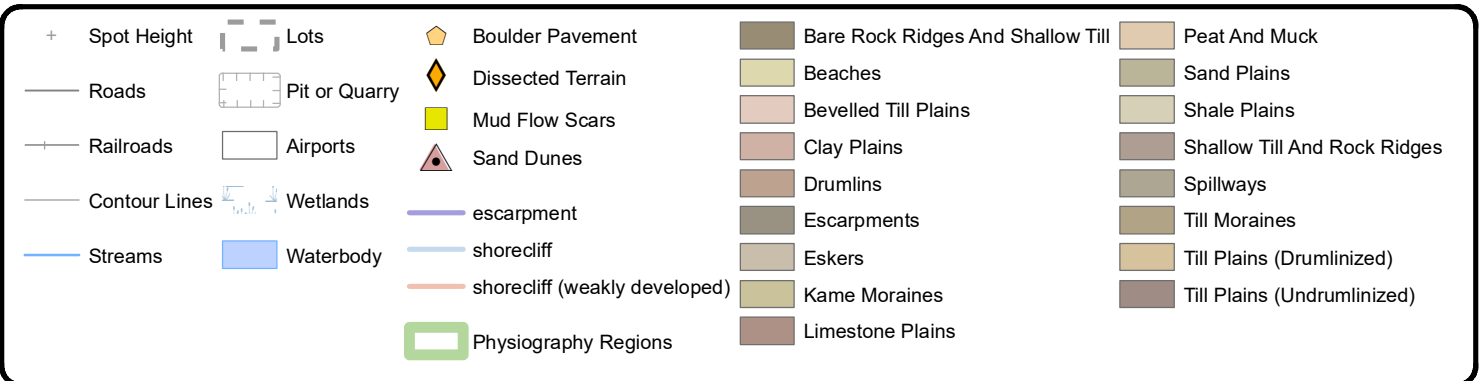 Spot Height
Roads
Railroads
Contour Lines
Streams
Lots
Pit or Quarry
Airports
Wetlands
Waterbody
Boulder Pavement
Dissected Terrain
Mud Flow Scars
Sand Dunes
escarpment
shorecliff
shorecliff (weakly developed)
Physiography Regions
Bare Rock Ridges And Shallow Till
Beaches
Bevelled Till Plains
Clay Plains
Drumlins
Escarpments
Eskers
Kame Moraines
Limestone Plains
Peat And Muck
Sand Plains
Shale Plains
Shallow Till And Rock Ridges
Spillways
Till Moraines
Till Plains (Drumlinized)
Till Plains (Undrumlinized)